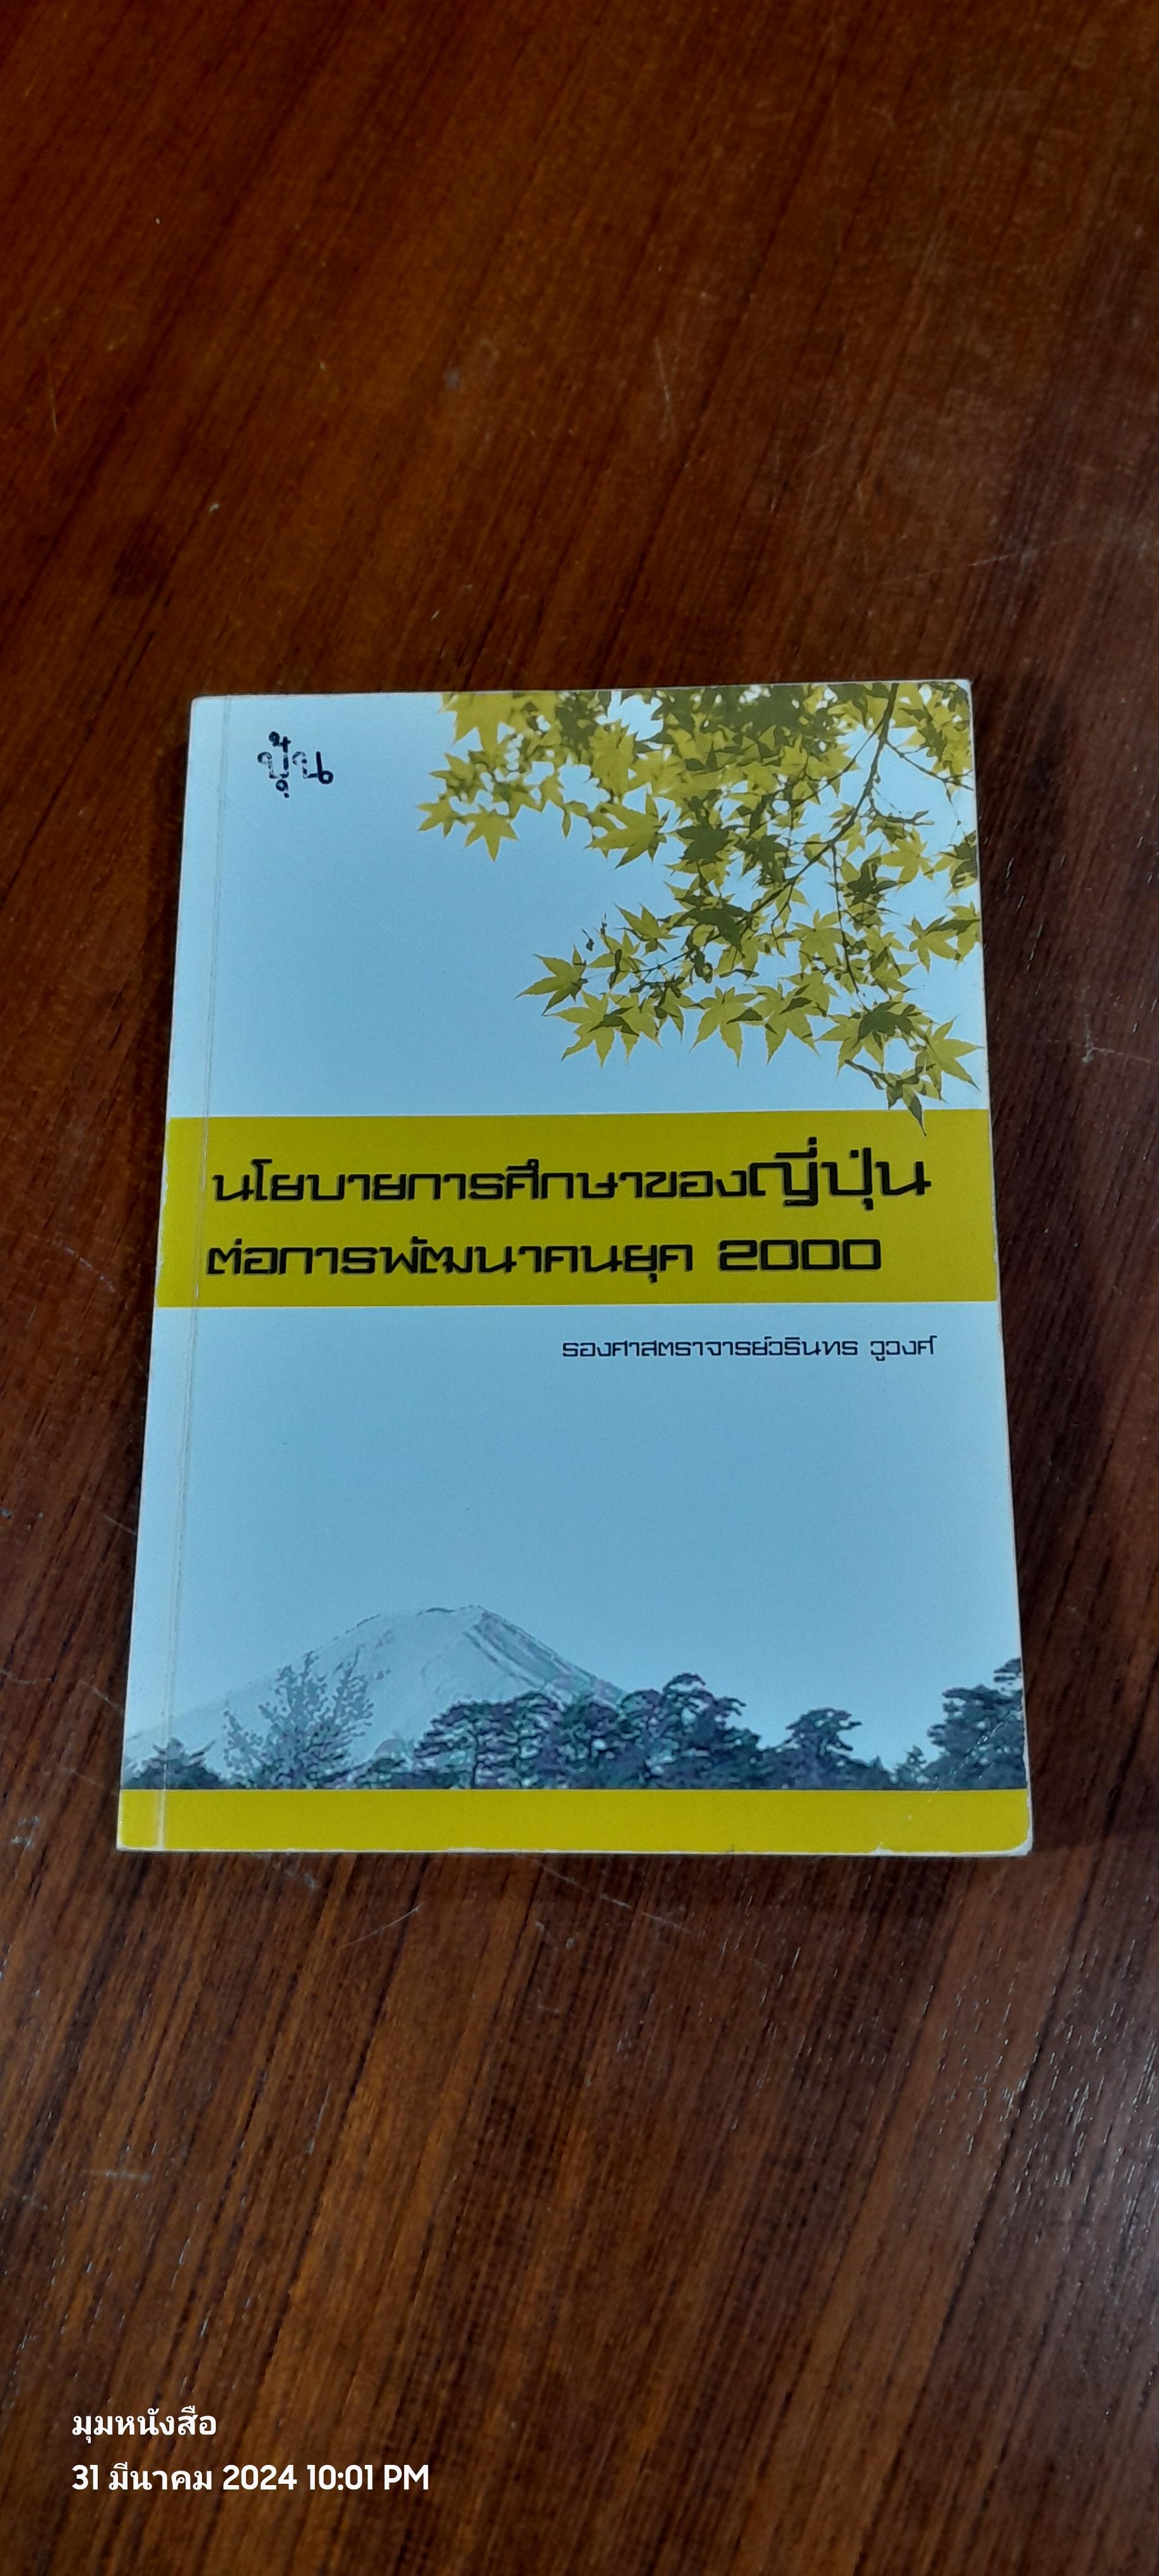 ปุ้น
นโยบายการศึกษาของญี่ปุ่น
ต่อการพัฒนาคนยุค 2000
รองศาสตราจารย์วรินทร วูวงศ์
มุมหนังสือ
31 มีนาคม 2024 10:01 PM